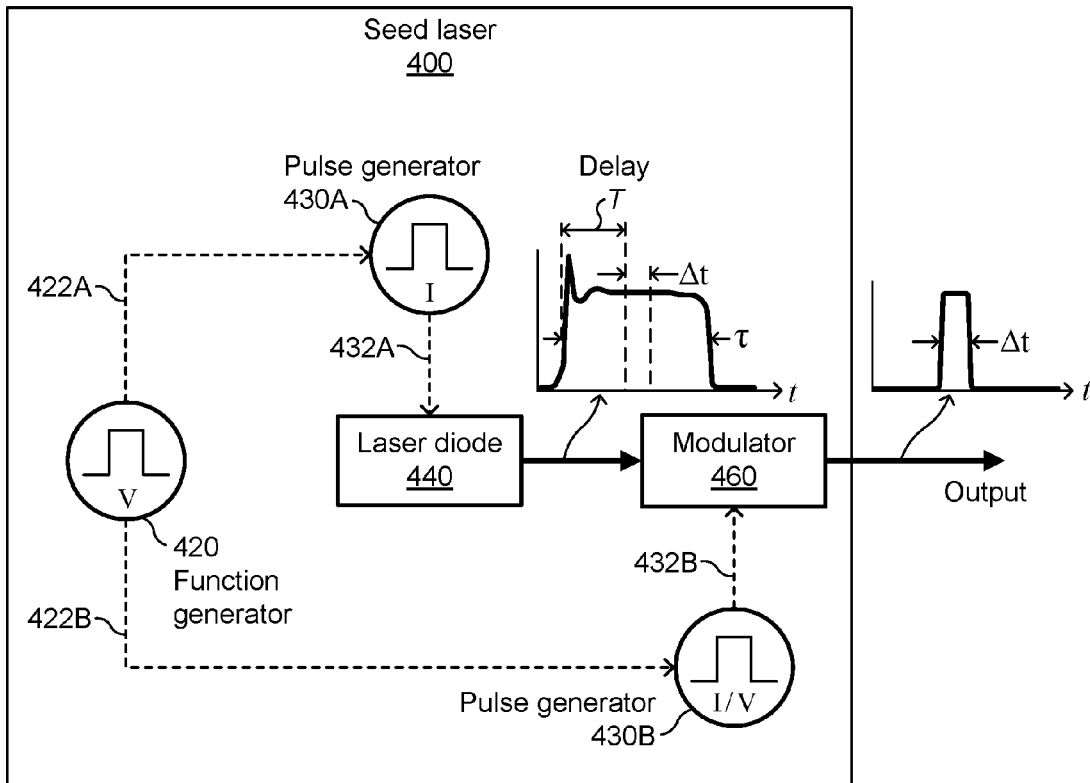 Seed laser
400
Pulse generator
430A
I
Delay
T
Δt
τ
t
Δt
t
422A
432A
Laser diode
440
Modulator
460
Output
V
420
Function
generator
432B
422B
I/V
Pulse generator
430B